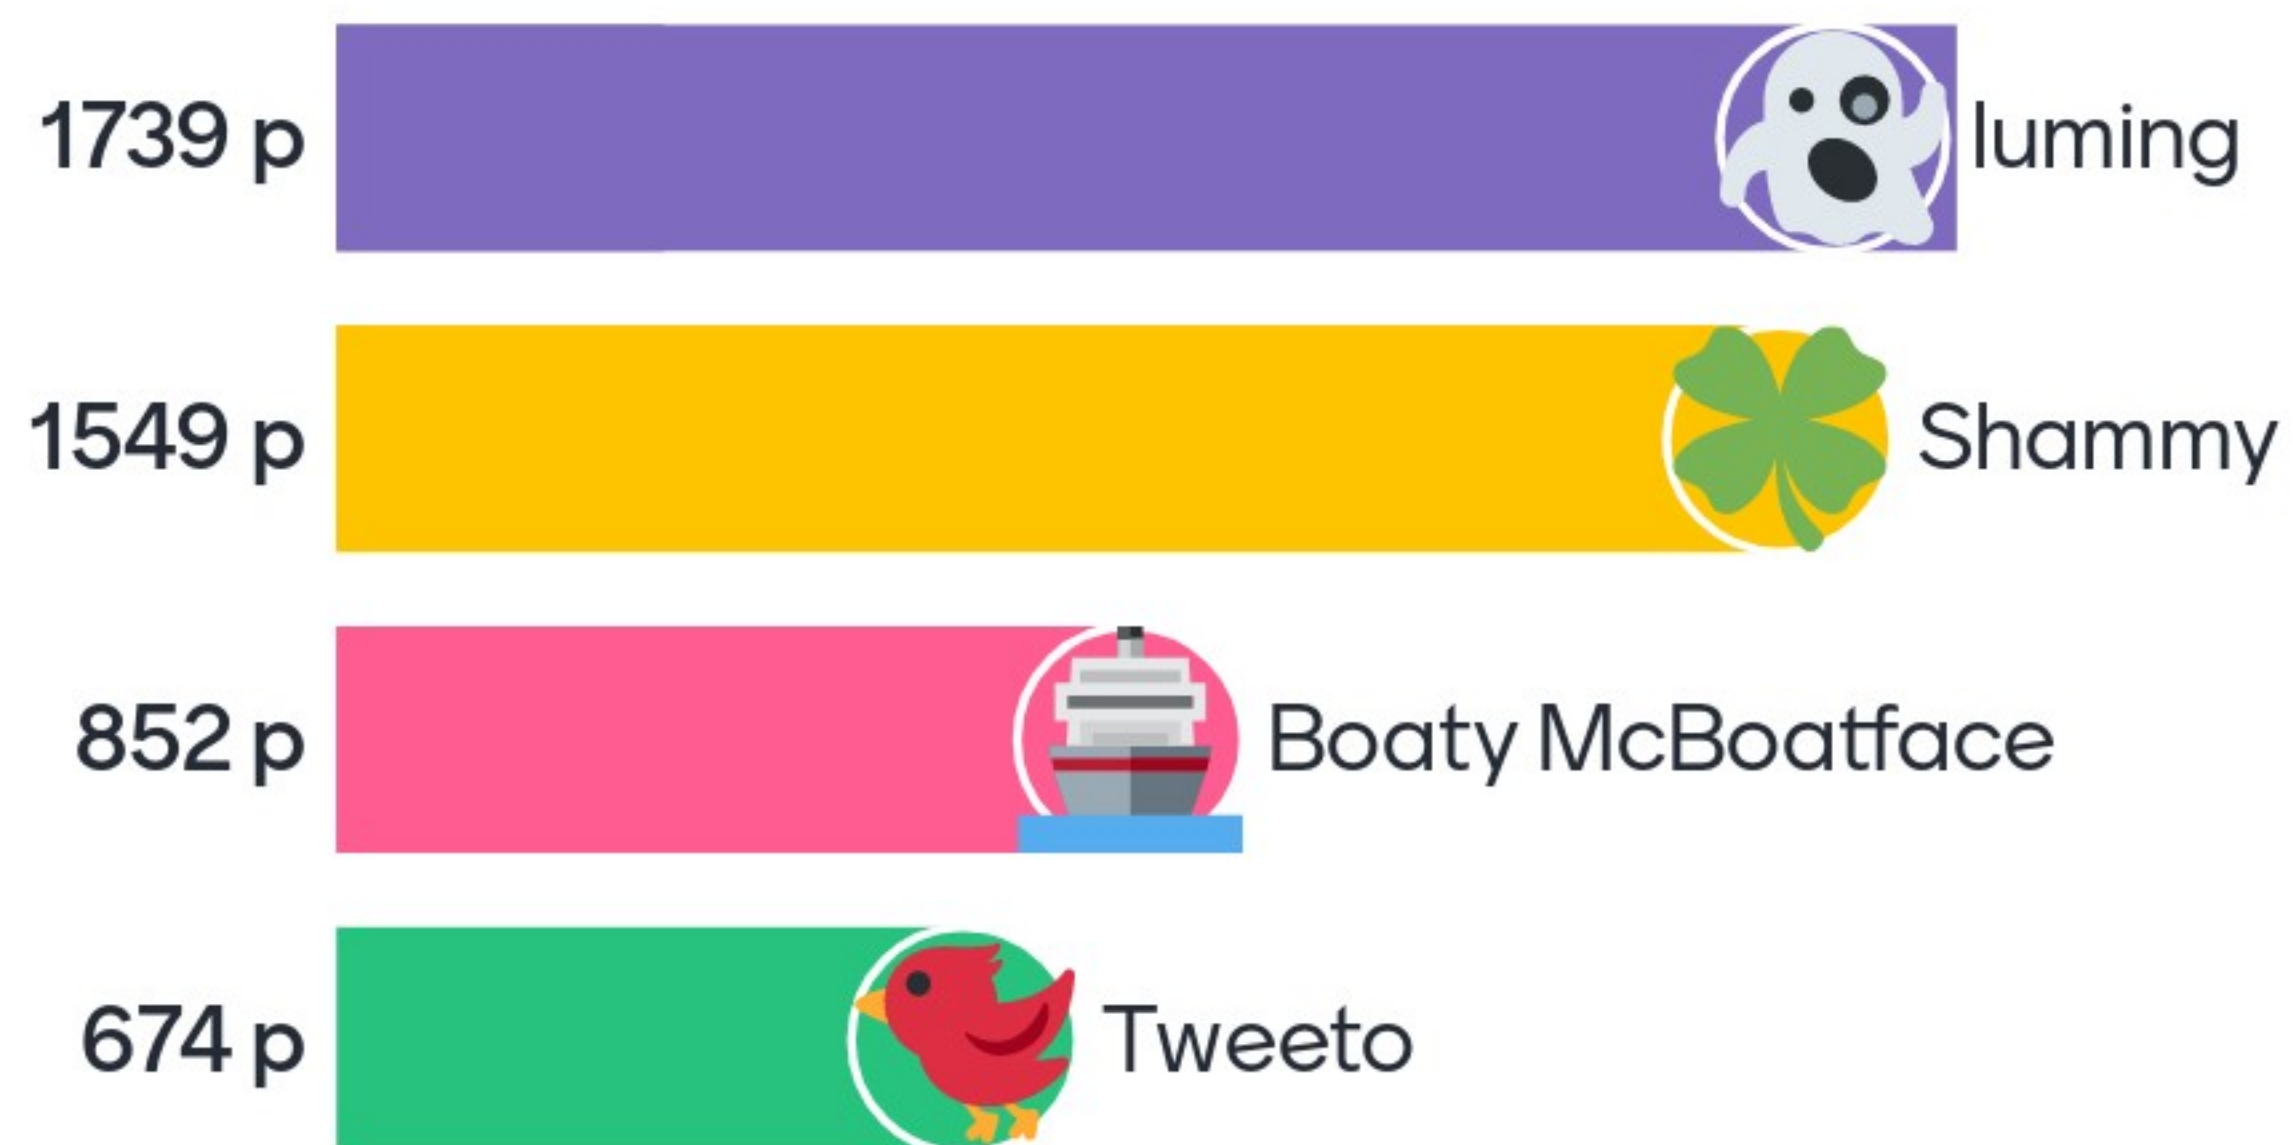 1739 p luming
1549 p Shammy
852 p Boaty McBoatface
674 p Tweeto